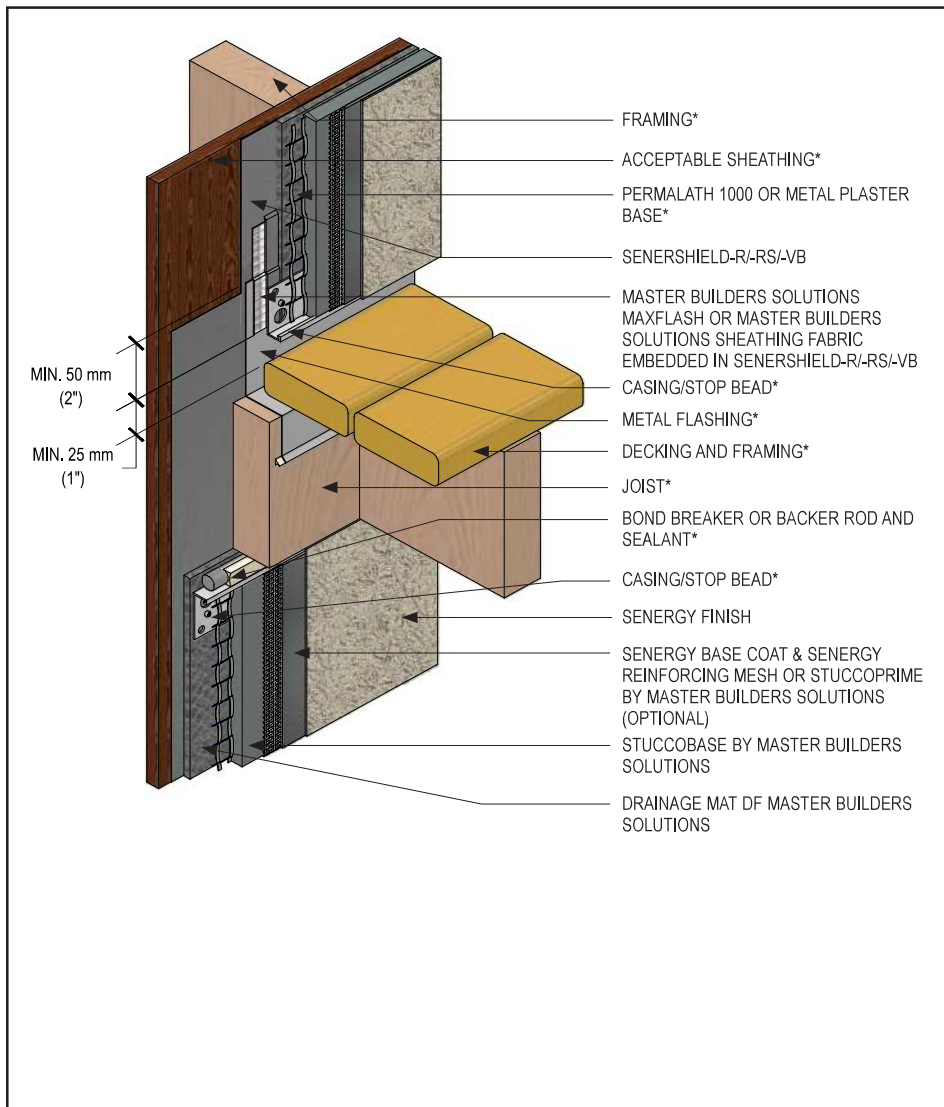 FRAMING*
ACCEPTABLE SHEATHING*
PERMALATH 1000 OR METAL PLASTER
BASE*
SENERSHIELD-R/-RS/-VB
MASTER BUILDERS SOLUTIONS
MAXFLASH OR MASTER BUILDERS
SOLUTIONS SHEATHING FABRIC
EMBEDDED IN SENERSHIELD-R/-RS/-VB
MIN. 50 mm
(2")
CASING/STOP BEAD*
METAL FLASHING*
MIN. 25 mm
(1")
DECKING AND FRAMING*
JOIST*
BOND BREAKER OR BACKER ROD AND
SEALANT*
CASING/STOP BEAD*
SENERGY FINISH
SENERGY BASE COAT & SENERGY
REINFORCING MESH OR STUCCOPRIME
BY MASTER BUILDERS SOLUTIONS
(OPTIONAL)
STUCCOBASE BY MASTER BUILDERS
SOLUTIONS
DRAINAGE MAT DF MASTER BUILDERS
SOLUTIONS